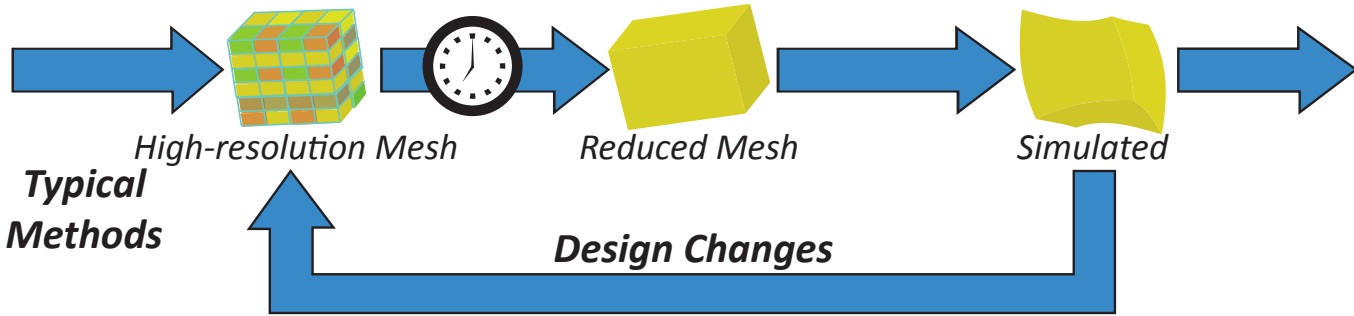 High-resolution Mesh
Reduced Mesh
Simulated
Typical
Methods
Design Changes